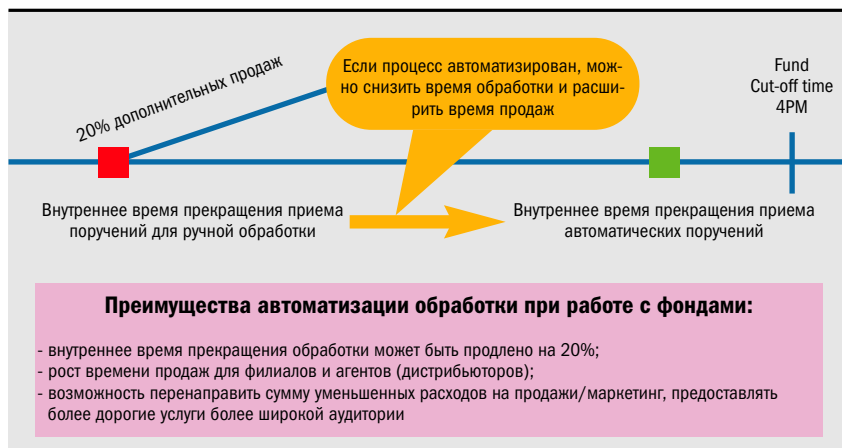 20% дополнительных продаж
Если процесс автоматизирован, мож-
но снизить время обработки и расши-
рить время продаж
Fund
Cut-off time
4PM
Внутреннее время прекращения приема
поручений для ручной обработки
Внутреннее время прекращения приема
автоматических поручений
Преимущества автоматизации обработки при работе с фондами:
- внутреннее время прекращения обработки может быть продлено на 20%;
- рост времени продаж для филиалов и агентов (дистрибьюторов);
- возможность перенаправить сумму уменьшенных расходов на продажи/маркетинг, предоставлять
более дорогие услуги более широкой аудитории